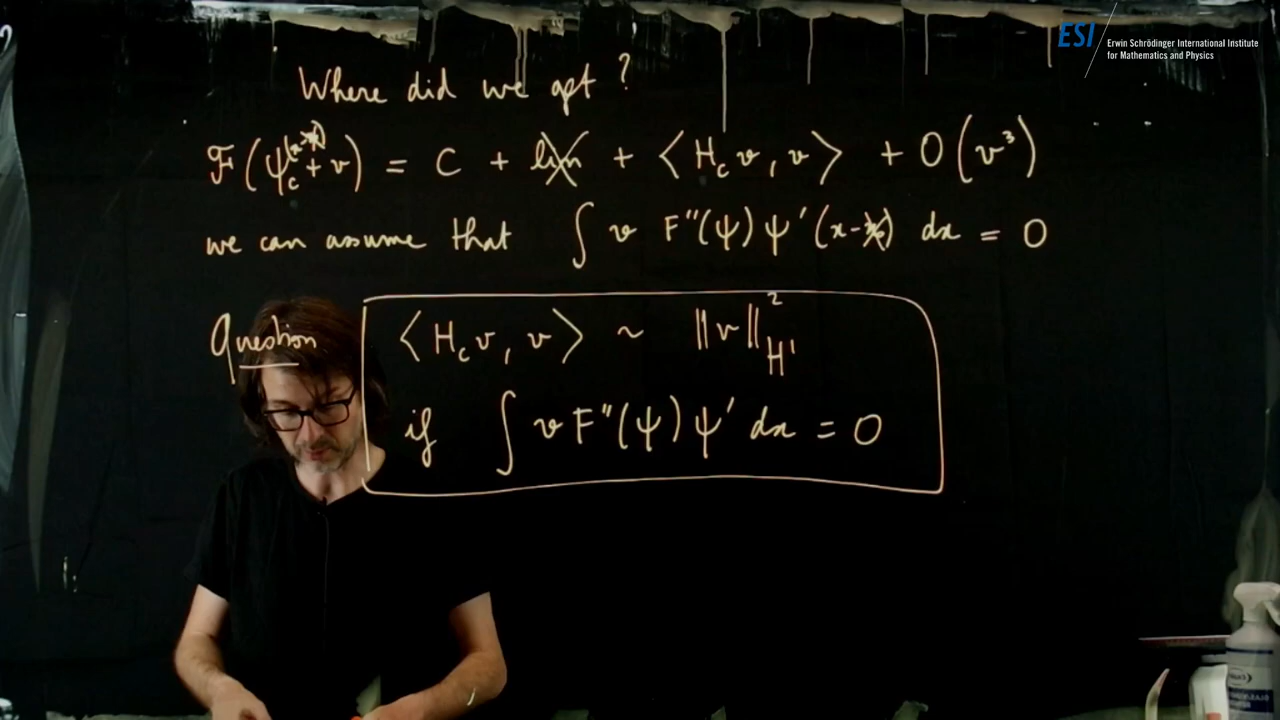 ESI
Erwin Schrödinger International Institute
for Mathematics and Physics
Where did we get ?
F(ψ_c + v) = C + lin + ⟨H_c v, v⟩ + O(v³)
we can assume that ∫ v F''(ψ) ψ'(x-x₀) dx = 0
Question
⟨H_c v, v⟩ ~ ||v||²_{H¹}
if ∫ v F''(ψ) ψ' dx = 0